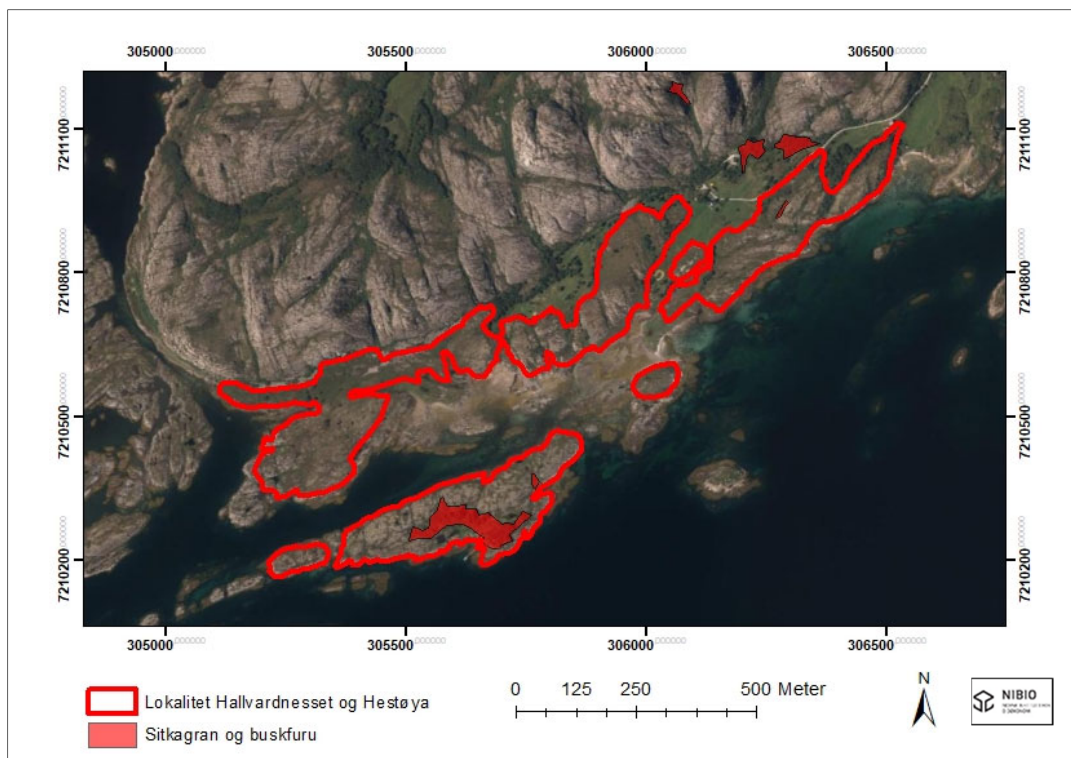 305000 305500 306000 306500
7211100 7211100
7210800 7210800
7210500 7210500
7210200 7210200
305000 305500 306000 306500
Lokalitet Hallvardnesset og Hestøya
Sitkagran og buskfuru
0 125 250 500 Meter
N
NIBIO